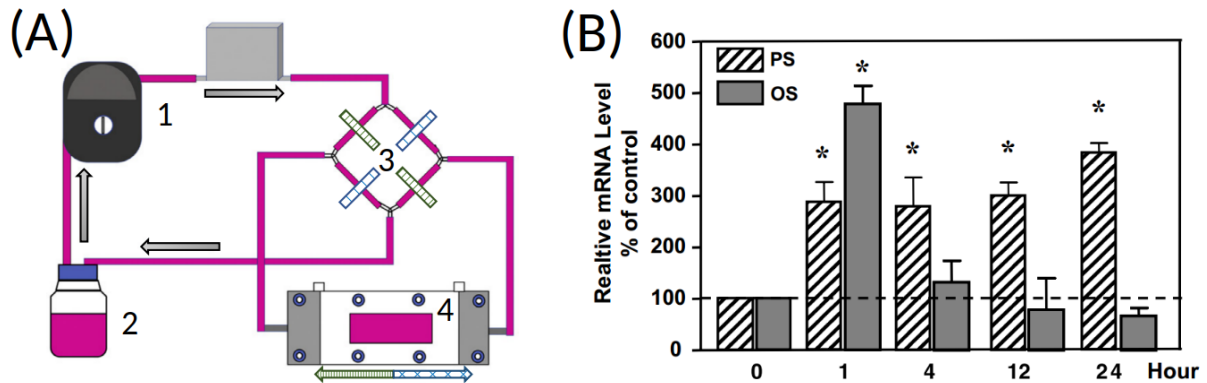 (A)
1
2
3
4
(B)
Realtive mRNA Level
% of control
600
500
400
300
200
100
0
PS
OS
* * * * *
0 1 4 12 24 Hour